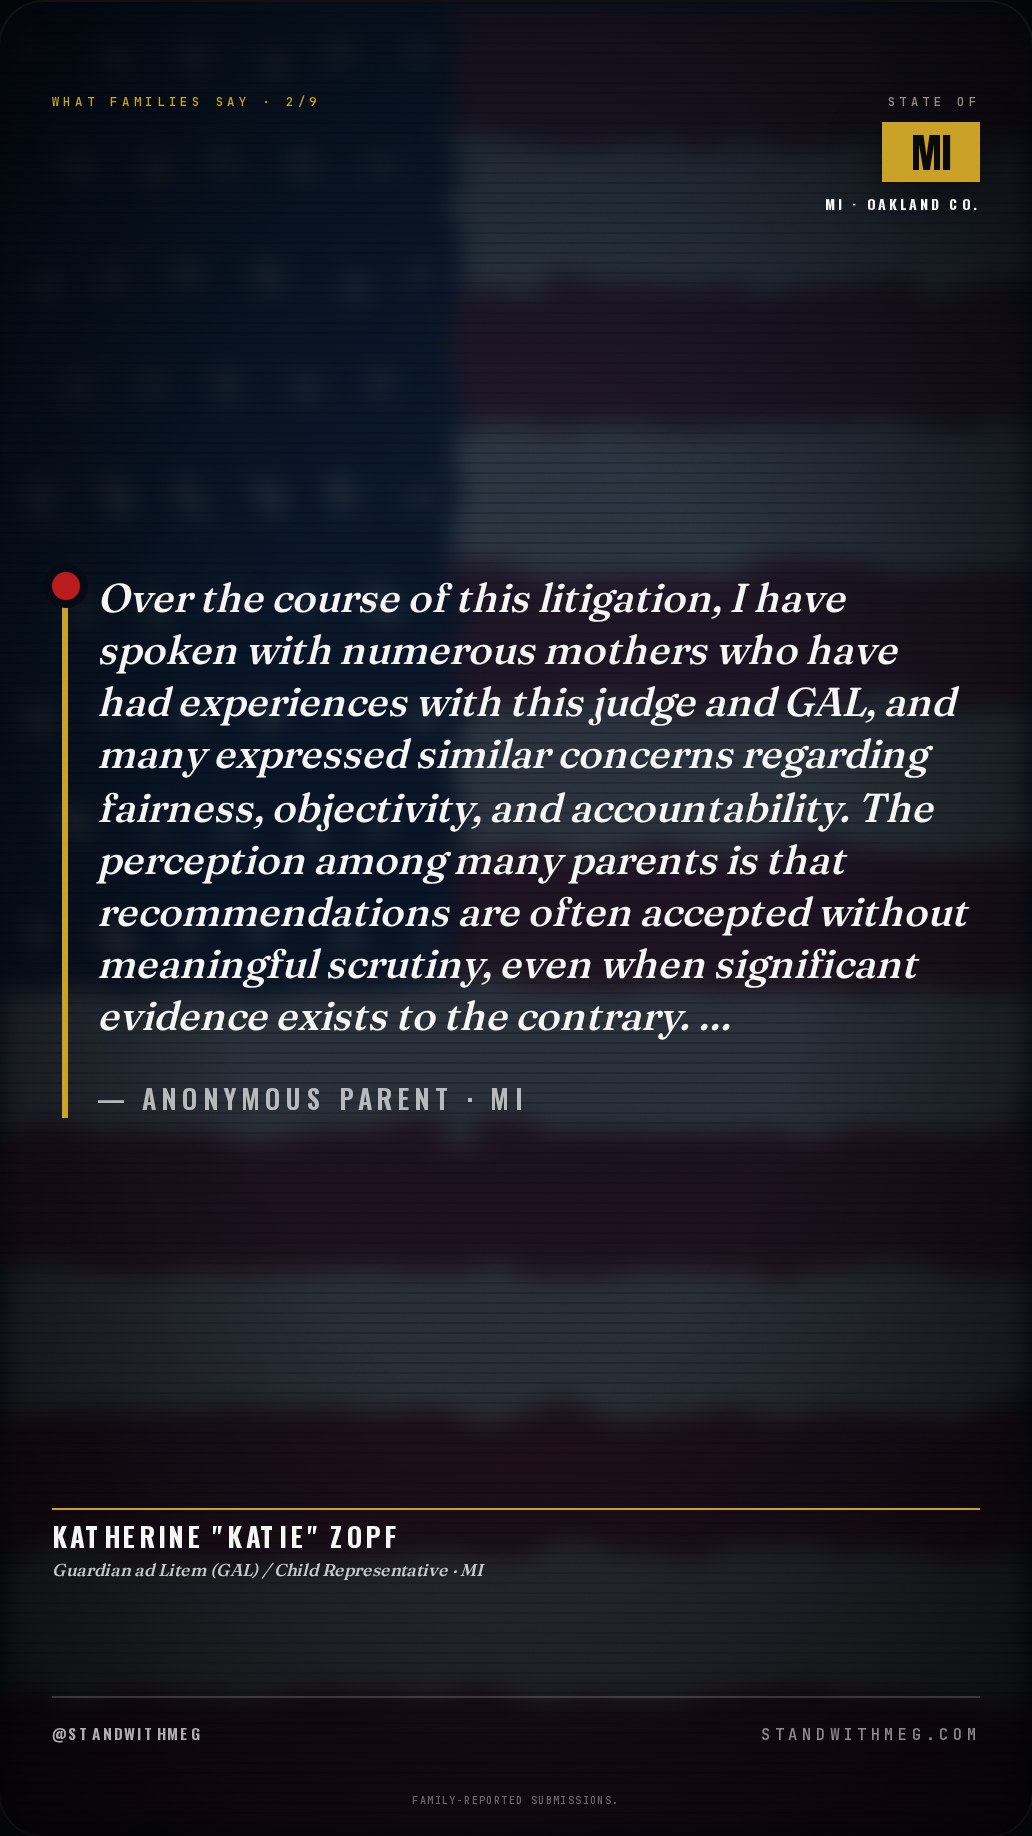 WHAT FAMILIES SAY · 2/9
STATE OF
MI
MI · OAKLAND CO.
Over the course of this litigation, I have
spoken with numerous mothers who have
had experiences with this judge and GAL, and
many expressed similar concerns regarding
fairness, objectivity, and accountability. The
perception among many parents is that
recommendations are often accepted without
meaningful scrutiny, even when significant
evidence exists to the contrary. ...
— ANONYMOUS PARENT · MI
KATHERINE "KATIE" ZOPF
Guardian ad Litem (GAL) / Child Representative · MI
@STANDWITHMEG
STANDWITHMEG.COM
FAMILY-REPORTED SUBMISSIONS.